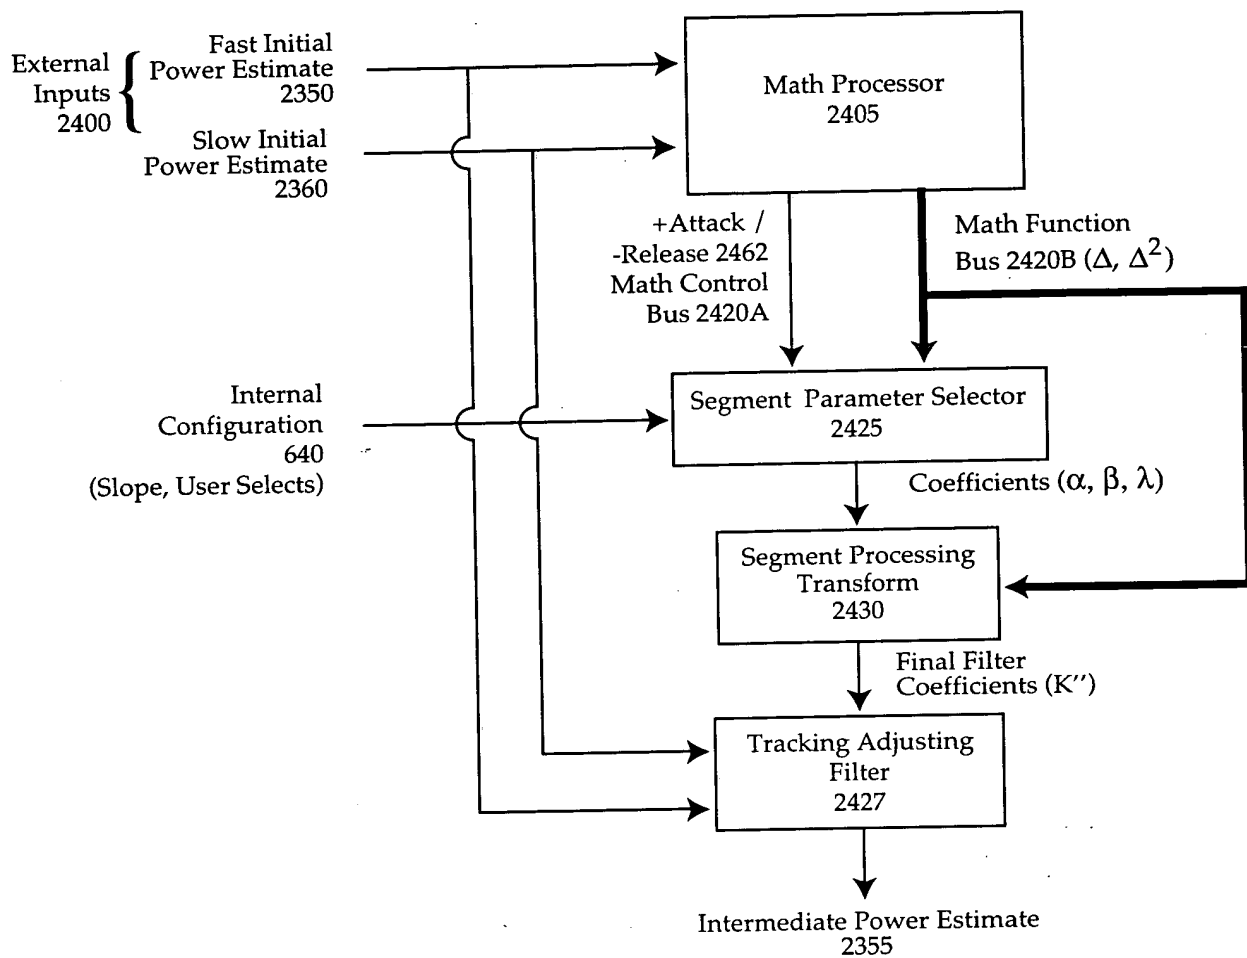 External
Inputs
2400
Fast Initial
Power Estimate
2350
Slow Initial
Power Estimate
2360
Math Processor
2405
+Attack /
-Release 2462
Math Control
Bus 2420A
Math Function
Bus 2420B (Δ, Δ²)
Internal
Configuration
640
(Slope, User Selects)
Segment Parameter Selector
2425
Coefficients (α, β, λ)
Segment Processing
Transform
2430
Final Filter
Coefficients (K'')
Tracking Adjusting
Filter
2427
Intermediate Power Estimate
2355